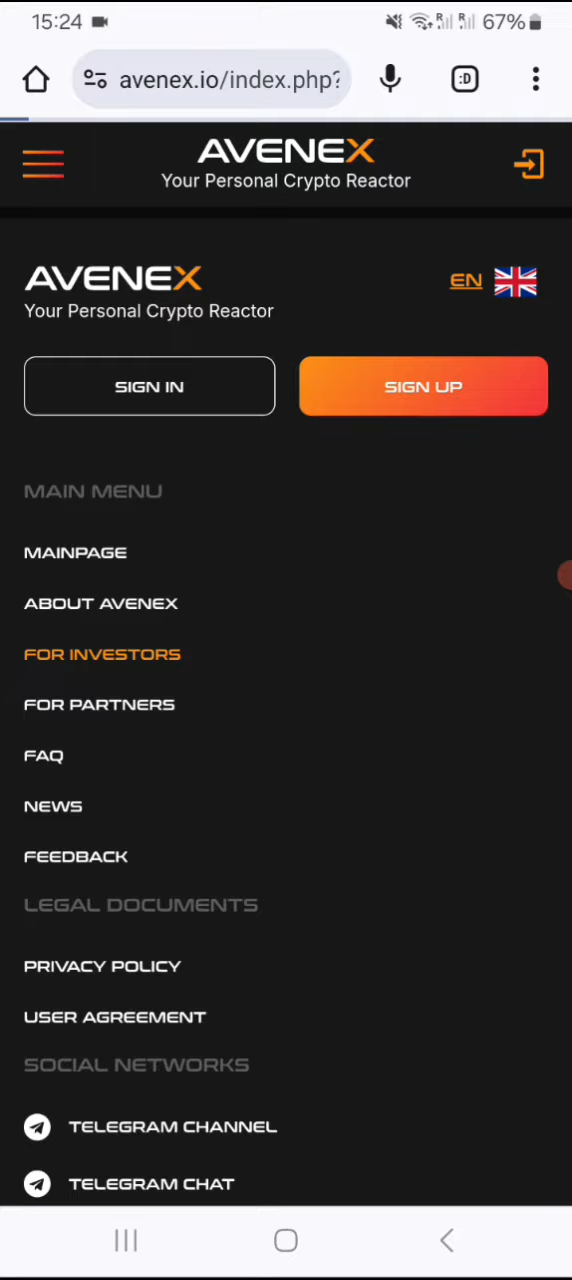 15:24
67%
avenex.io/index.php?
:D
AVENEX
Your Personal Crypto Reactor
AVENEX
EN
Your Personal Crypto Reactor
SIGN IN
SIGN UP
MAIN MENU
MAINPAGE
ABOUT AVENEX
FOR INVESTORS
FOR PARTNERS
FAQ
NEWS
FEEDBACK
LEGAL DOCUMENTS
PRIVACY POLICY
USER AGREEMENT
SOCIAL NETWORKS
TELEGRAM CHANNEL
TELEGRAM CHAT